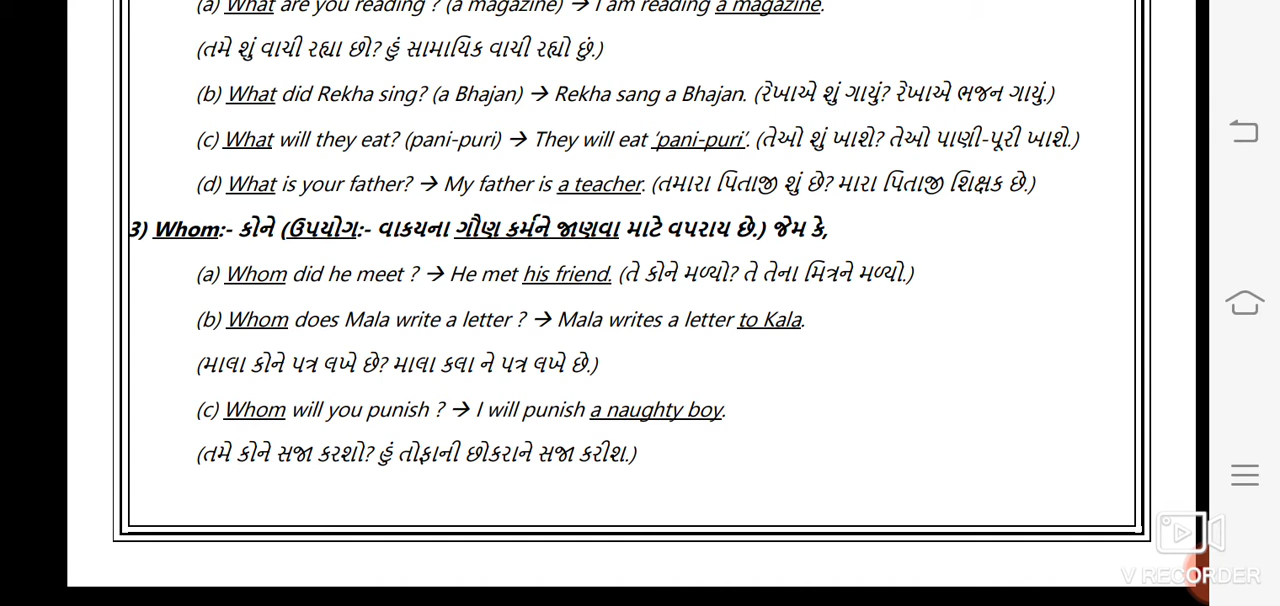 (a) What are you reading ? (a magazine) → I am reading a magazine.
(તમે શું વાચી રહ્યા છો? હું સામાયિક વાચી રહ્યો છું.)
(b) What did Rekha sing? (a Bhajan) → Rekha sang a Bhajan. (રેખાએ શું ગાયું? રેખાએ ભજન ગાયું.)
(c) What will they eat? (pani-puri) → They will eat 'pani-puri'. (તેઓ શું ખાશે? તેઓ પાણી-પૂરી ખાશે.)
(d) What is your father? → My father is a teacher. (તમારા પિતાજી શું છે? મારા પિતાજી શિક્ષક છે.)
3) Whom:- કોને (ઉપયોગ:- વાકયના ગૌણ કર્મને જાણવા માટે વપરાય છે.) જેમ કે,
(a) Whom did he meet ? → He met his friend. (તે કોને મળ્યો? તે તેના મિત્રને મળ્યો.)
(b) Whom does Mala write a letter ? → Mala writes a letter to Kala.
(માલા કોને પત્ર લખે છે? માલા કલા ને પત્ર લખે છે.)
(c) Whom will you punish ? → I will punish a naughty boy.
(તમે કોને સજા કરશો? હું તોફાની છોકરાને સજા કરીશ.)
V RECORDER